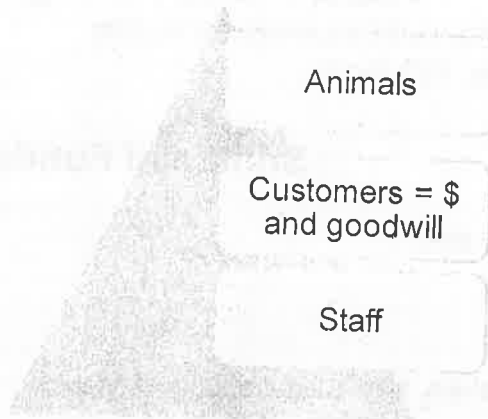 Animals
Customers = $
and goodwill
Staff